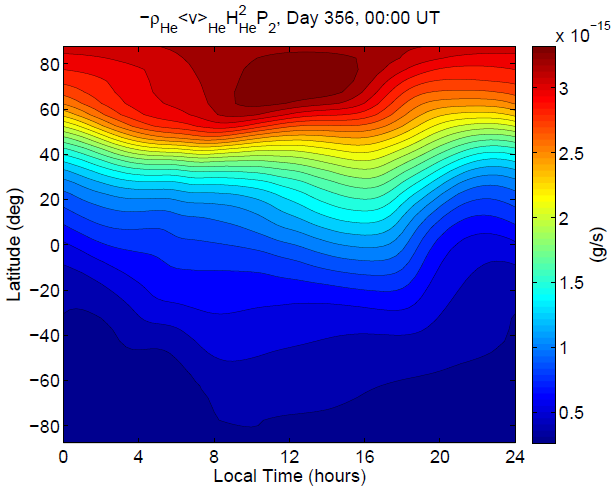 −ρHe<v>HeH²HeP₂, Day 356, 00:00 UT
x 10⁻¹⁵
80
60
40
20
0
−20
−40
−60
−80
Latitude (deg)
0 4 8 12 16 20 24
Local Time (hours)
3
2.5
2
1.5
1
0.5
(g/s)